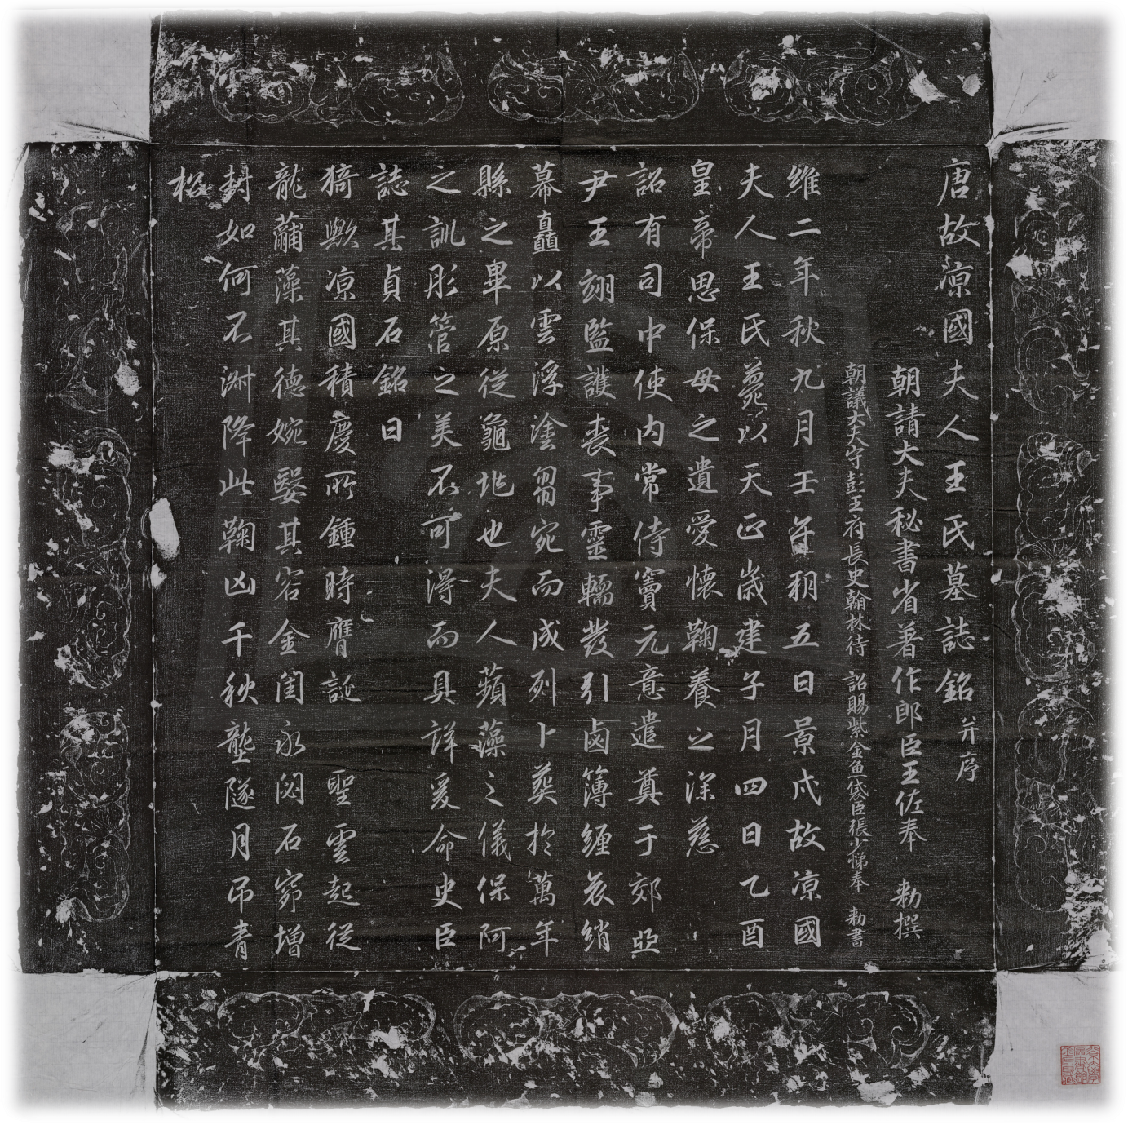 唐故涼國夫人王氏墓誌銘并序
朝請大夫秘書省著作郎臣王佐奉 勅撰
朝議大夫守彭王府長史翰林待 詔賜紫金魚袋臣張少悌奉 勅書
維二年秋九月壬午朔五日景戌故涼國
夫人王氏薨以天正歲建子月四日乙酉
皇帝思保母之遺愛懷鞠養之深慈
詔有司中使內常侍竇元意遣奠于郊兆
尹王翊監護喪事靈轜發引鹵簿纏哀綃
幕矗以雲浮塗芻宛而成列卜葬於萬年
縣之畢原從龜兆也夫人蘋藻之儀保阿
之訓彤管之美不可得而具詳爰命史臣
誌其貞石銘曰
猗歟涼國積慶所鍾時膺誕 聖雲起從
龍黼藻其德婉嫕其容金閨永閟石窌增
封如何不淑降此鞠凶千秋壟隧月吊青
松